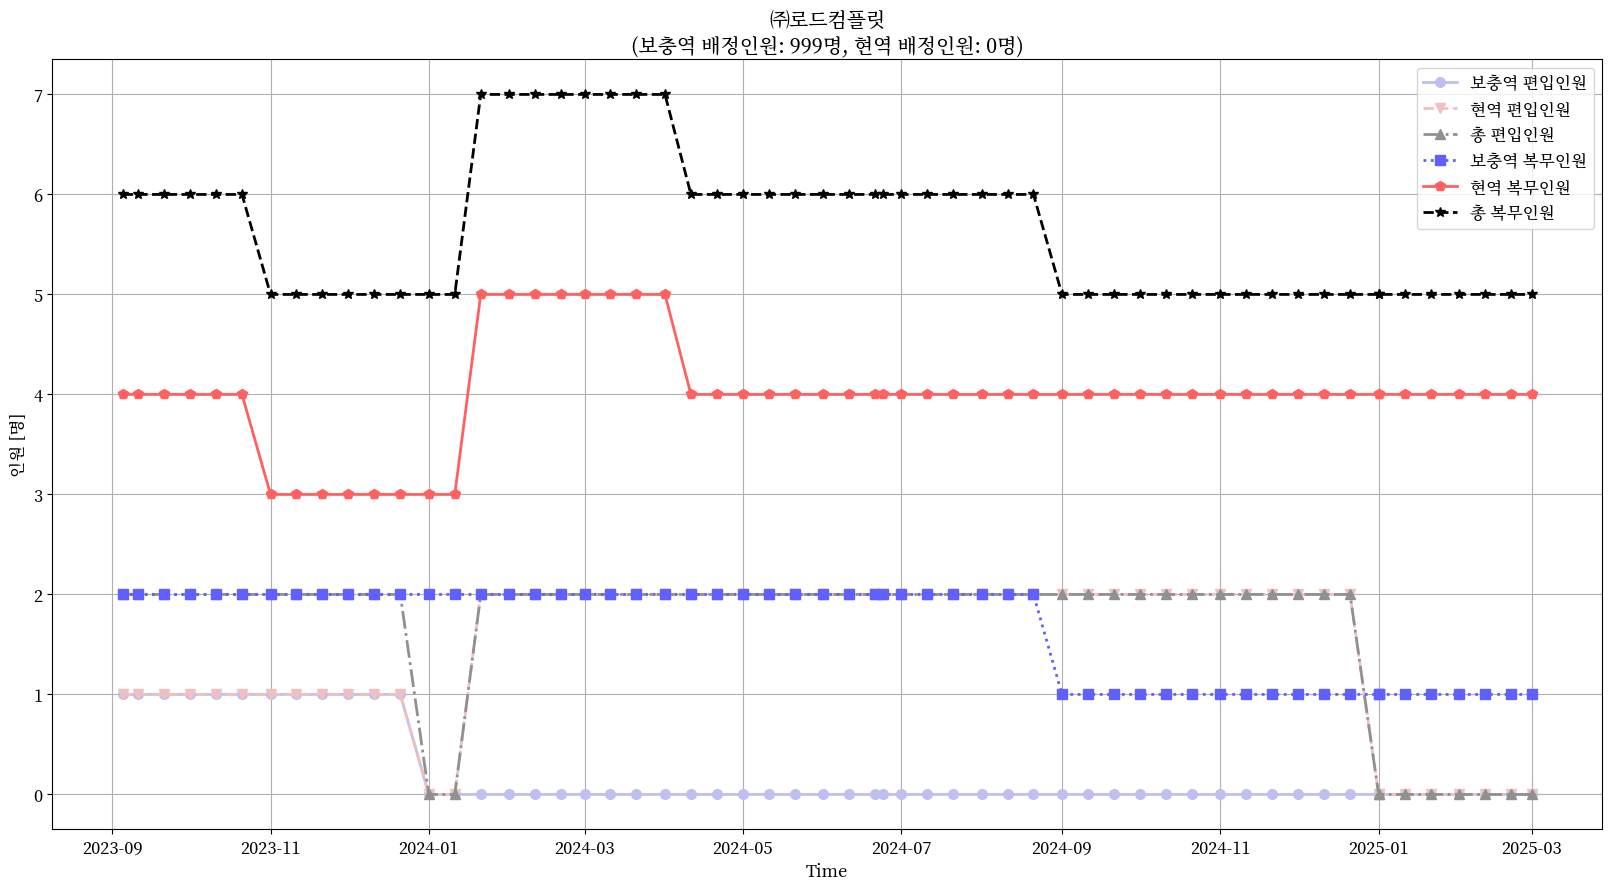 ㈜로드컴플릿
(보충역 배정인원: 999명, 현역 배정인원: 0명)
보충역 편입인원
현역 편입인원
총 편입인원
보충역 복무인원
현역 복무인원
총 복무인원
인원 [명]
7
6
5
4
3
2
1
0
2023-09 2023-11 2024-01 2024-03 2024-05 2024-07 2024-09 2024-11 2025-01 2025-03
Time